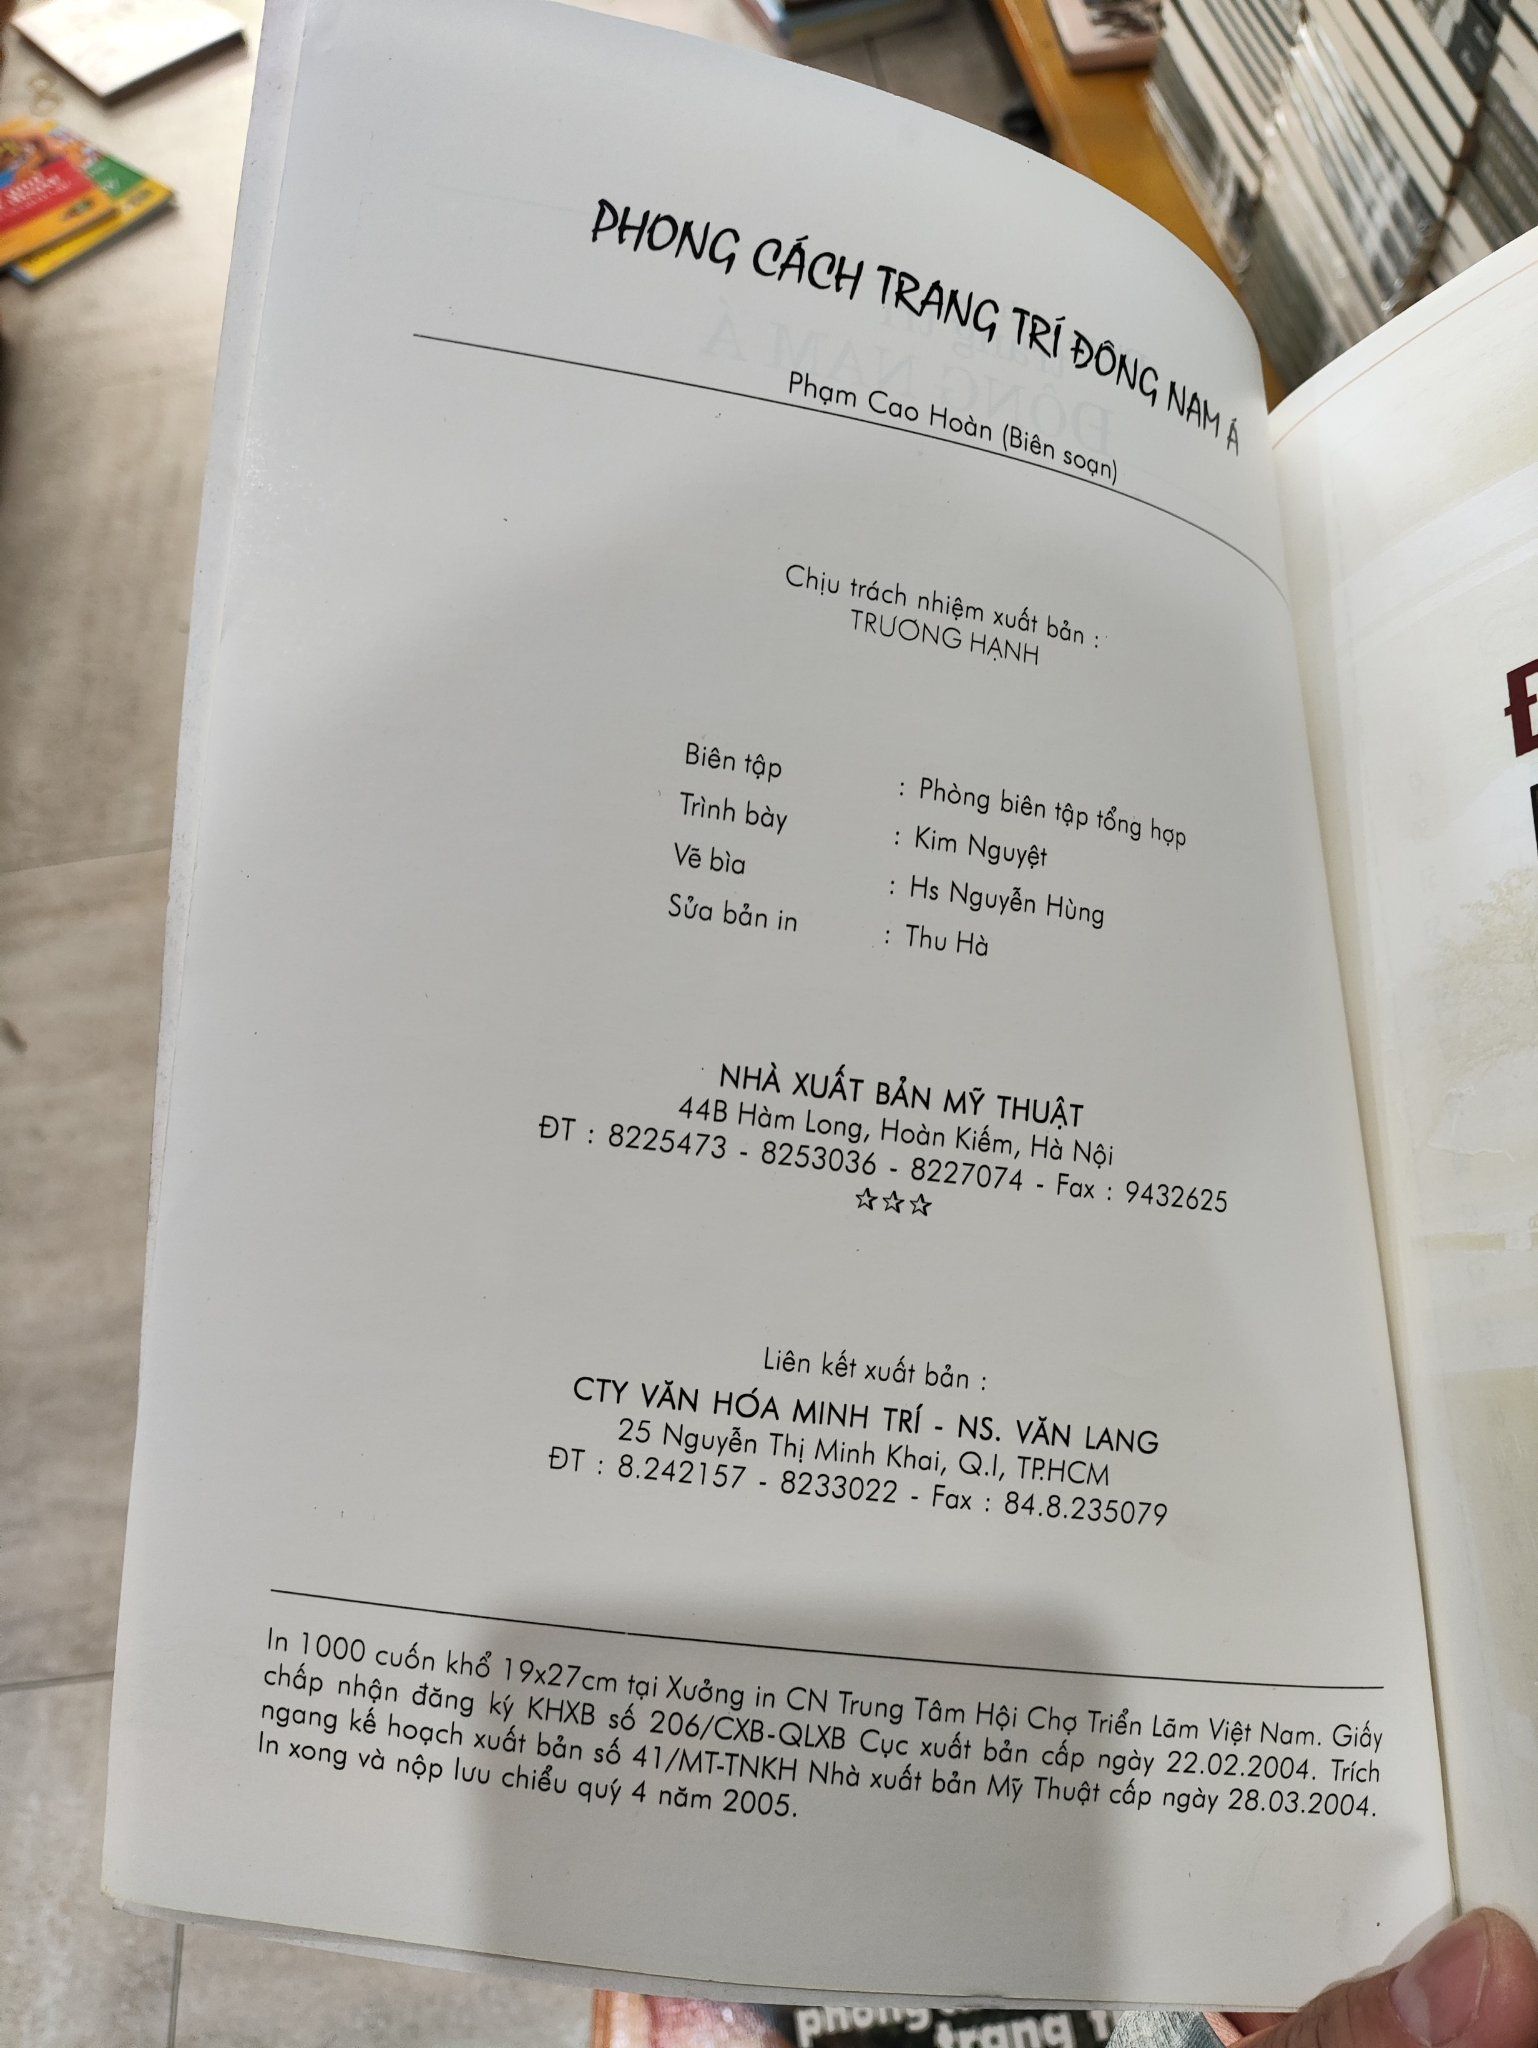 PHONG CÁCH TRANG TRÍ ĐÔNG NAM Á
Phạm Cao Hoàn (Biên soạn)
Chịu trách nhiệm xuất bản :
TRƯƠNG HẠNH
Biên tập : Phòng biên tập tổng hợp
Trình bày : Kim Nguyệt
Vẽ bìa : Hs Nguyễn Hùng
Sửa bản in : Thu Hà
NHÀ XUẤT BẢN MỸ THUẬT
44B Hàm Long, Hoàn Kiếm, Hà Nội
ĐT : 8225473 - 8253036 - 8227074 - Fax : 9432625
☆☆☆
Liên kết xuất bản :
CTY VĂN HÓA MINH TRÍ - NS. VĂN LANG
25 Nguyễn Thị Minh Khai, Q.I, TP.HCM
ĐT : 8.242157 - 8233022 - Fax : 84.8.235079
In 1000 cuốn khổ 19x27cm tại Xưởng in CN Trung Tâm Hội Chợ Triển Lãm Việt Nam. Giấy
chấp nhận đăng ký KHXB số 206/CXB-QLXB Cục xuất bản cấp ngày 22.02.2004. Trích
ngang kế hoạch xuất bản số 41/MT-TNKH Nhà xuất bản Mỹ Thuật cấp ngày 28.03.2004.
In xong và nộp lưu chiểu quý 4 năm 2005.
phong
trang